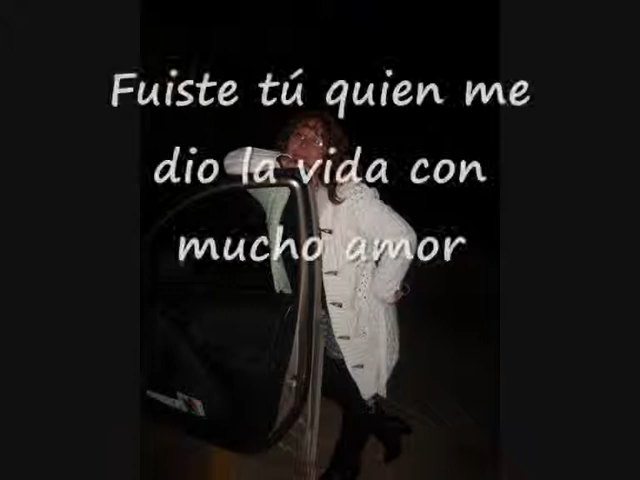 Fuiste tú quien me
dio la vida con
mucho amor